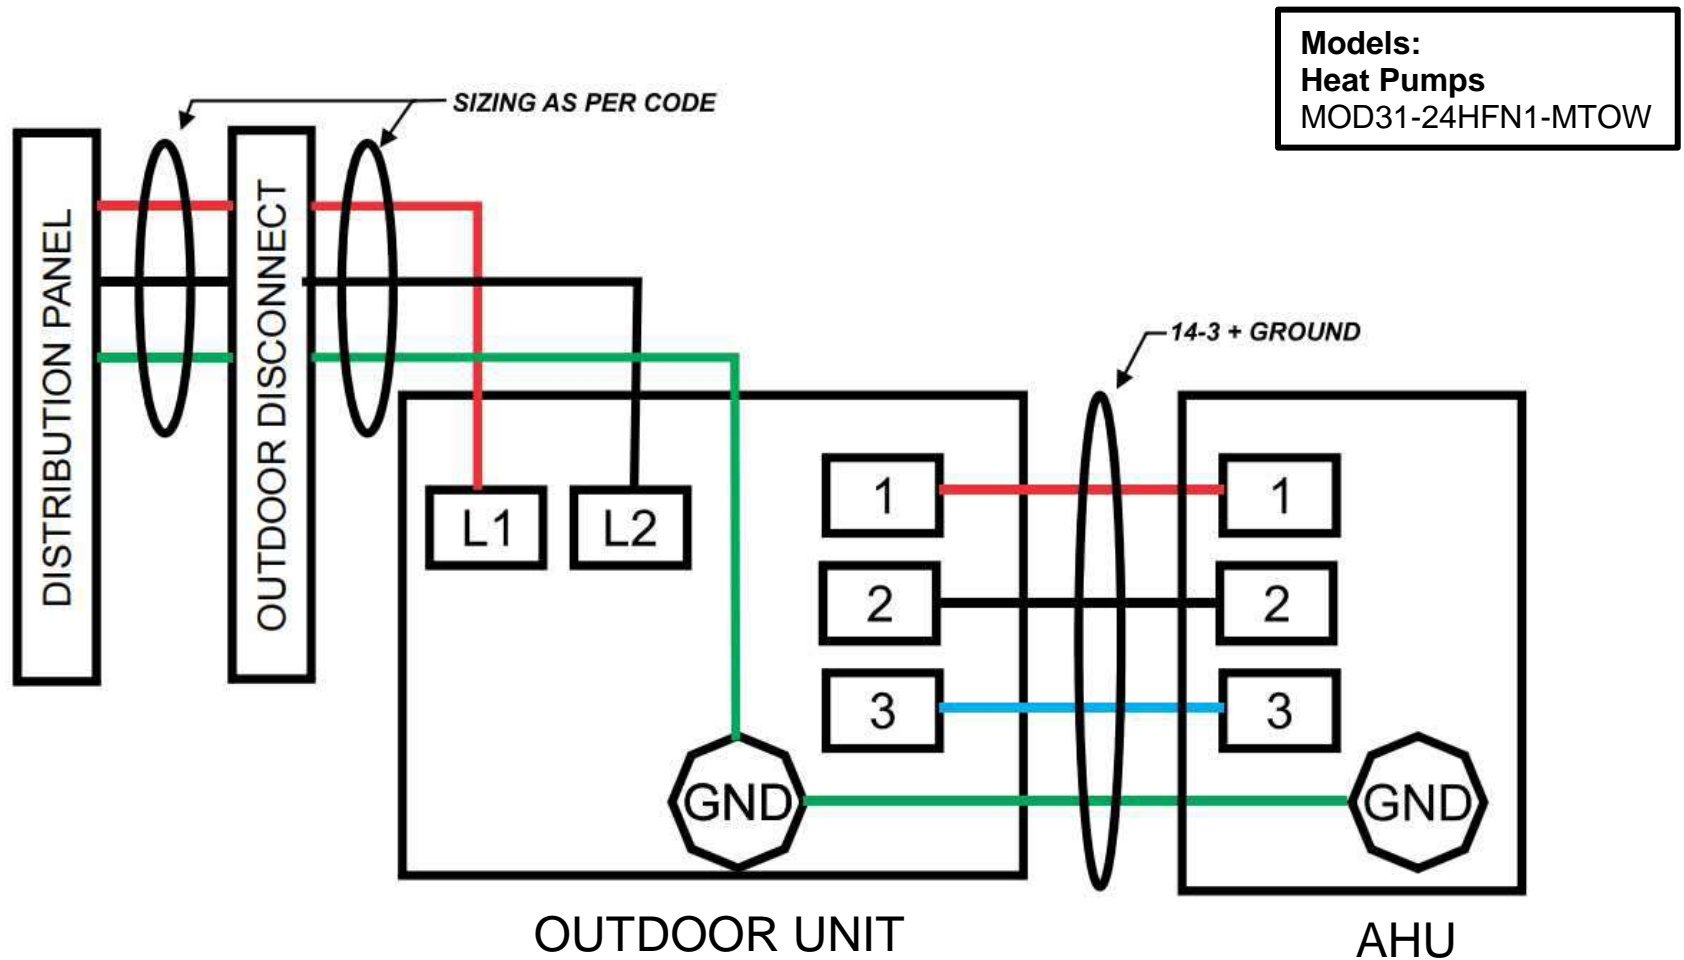 Models:
Heat Pumps
MOD31-24HFN1-MTOW
SIZING AS PER CODE
DISTRIBUTION PANEL
OUTDOOR DISCONNECT
14-3 + GROUND
L1
L2
1
2
3
GND
1
2
3
GND
OUTDOOR UNIT
AHU